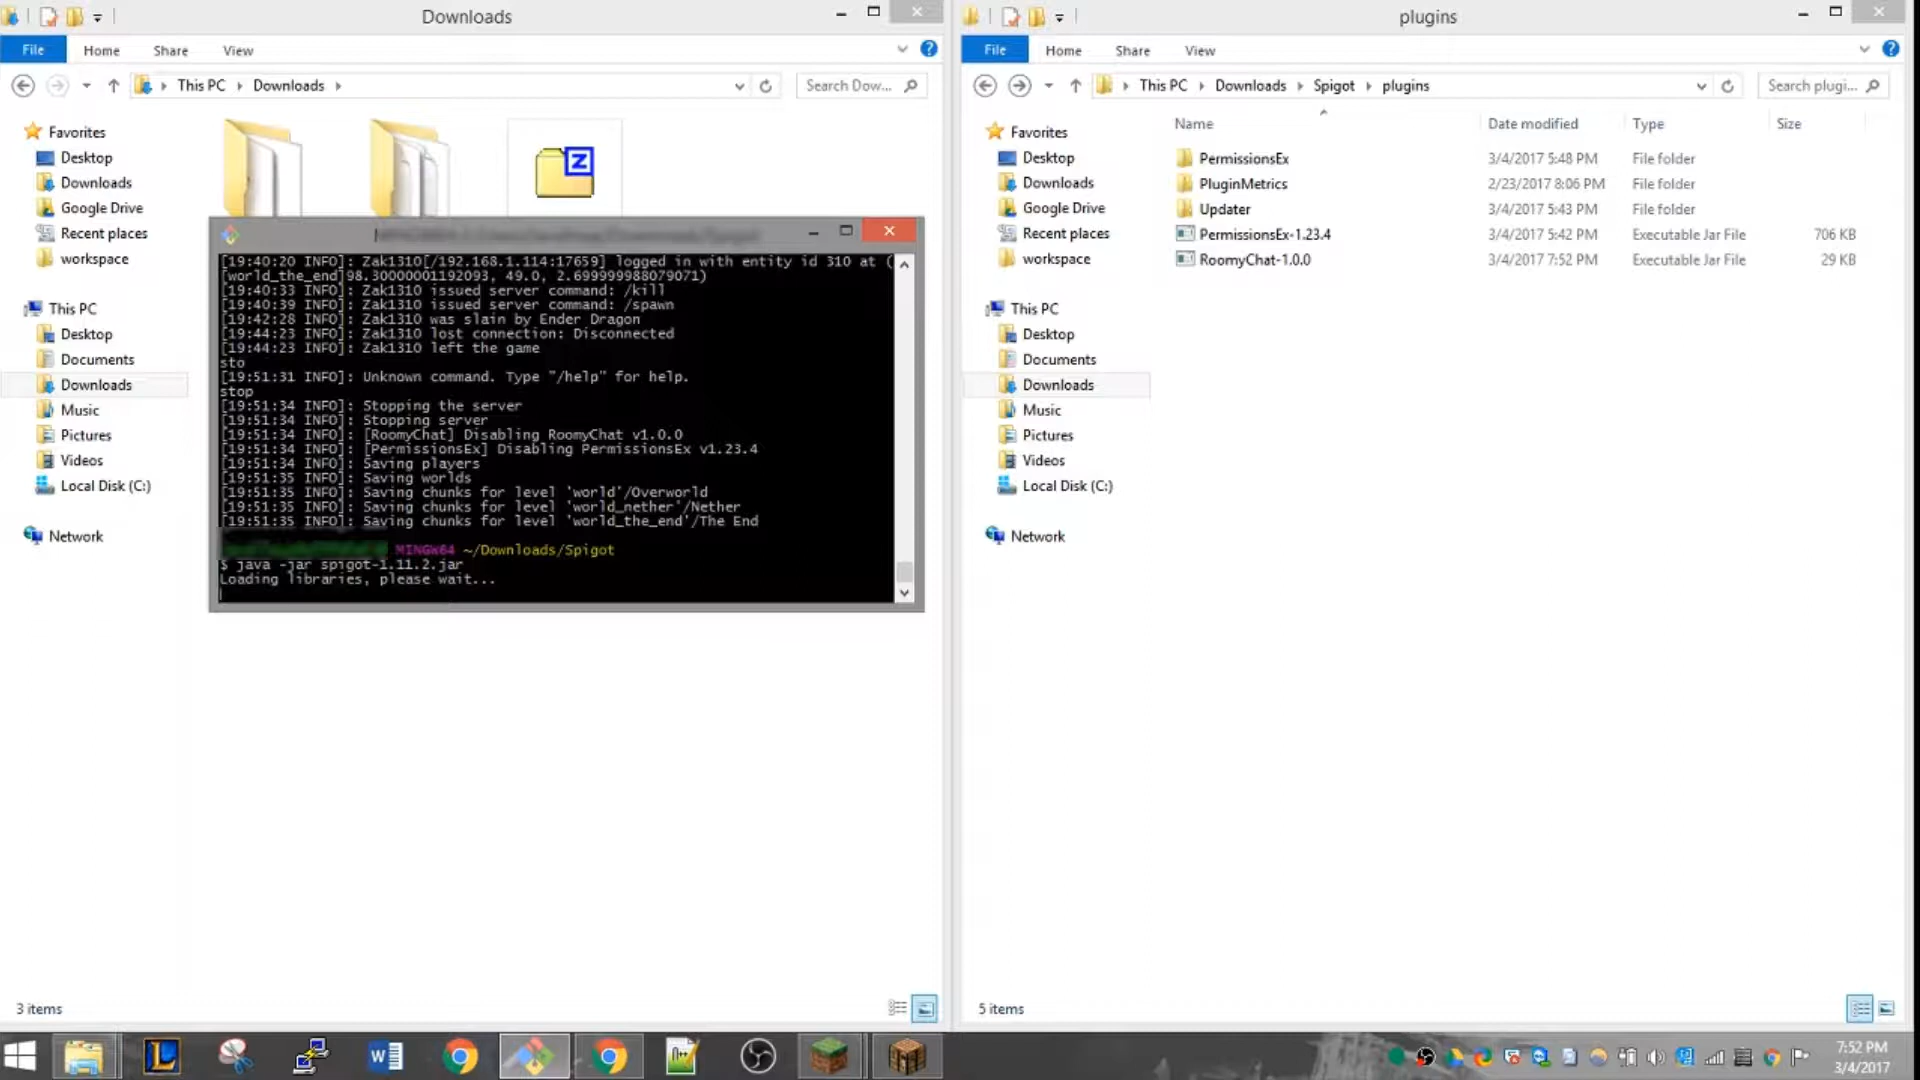 Downloads
File Home Share View
This PC Downloads
Search Dow...
Favorites
Desktop
Downloads
Google Drive
Recent places
workspace
This PC
Desktop
Documents
Downloads
Music
Pictures
Videos
Local Disk (C:)
Network
3 items
[19:40:20 INFO]: Zak1310[/192.168.1.114:17659] logged in with entity id 310 at (
[world_the_end]98.30000001192093, 49.0, 2.699999988079071)
[19:40:33 INFO]: Zak1310 issued server command: /kill
[19:40:39 INFO]: Zak1310 issued server command: /spawn
[19:42:28 INFO]: Zak1310 was slain by Ender Dragon
[19:44:23 INFO]: Zak1310 lost connection: Disconnected
[19:44:23 INFO]: Zak1310 left the game
sto
[19:51:31 INFO]: Unknown command. Type "/help" for help.
stop
[19:51:34 INFO]: Stopping the server
[19:51:34 INFO]: Stopping server
[19:51:34 INFO]: [RoomyChat] Disabling RoomyChat v1.0.0
[19:51:34 INFO]: [PermissionsEx] Disabling PermissionsEx v1.23.4
[19:51:34 INFO]: Saving players
[19:51:35 INFO]: Saving worlds
[19:51:35 INFO]: Saving chunks for level 'world'/Overworld
[19:51:35 INFO]: Saving chunks for level 'world_nether'/Nether
[19:51:35 INFO]: Saving chunks for level 'world_the_end'/The End
MINGW64 ~/Downloads/Spigot
$ java -jar spigot-1.11.2.jar
Loading libraries, please wait...
plugins
File Home Share View
This PC Downloads Spigot plugins
Search plugi...
Favorites
Desktop
Downloads
Google Drive
Recent places
workspace
This PC
Desktop
Documents
Downloads
Music
Pictures
Videos
Local Disk (C:)
Network
Name Date modified Type Size
PermissionsEx 3/4/2017 5:48 PM File folder
PluginMetrics 2/23/2017 8:06 PM File folder
Updater 3/4/2017 5:43 PM File folder
PermissionsEx-1.23.4 3/4/2017 5:42 PM Executable Jar File 706 KB
RoomyChat-1.0.0 3/4/2017 7:52 PM Executable Jar File 29 KB
5 items
7:52 PM
3/4/2017